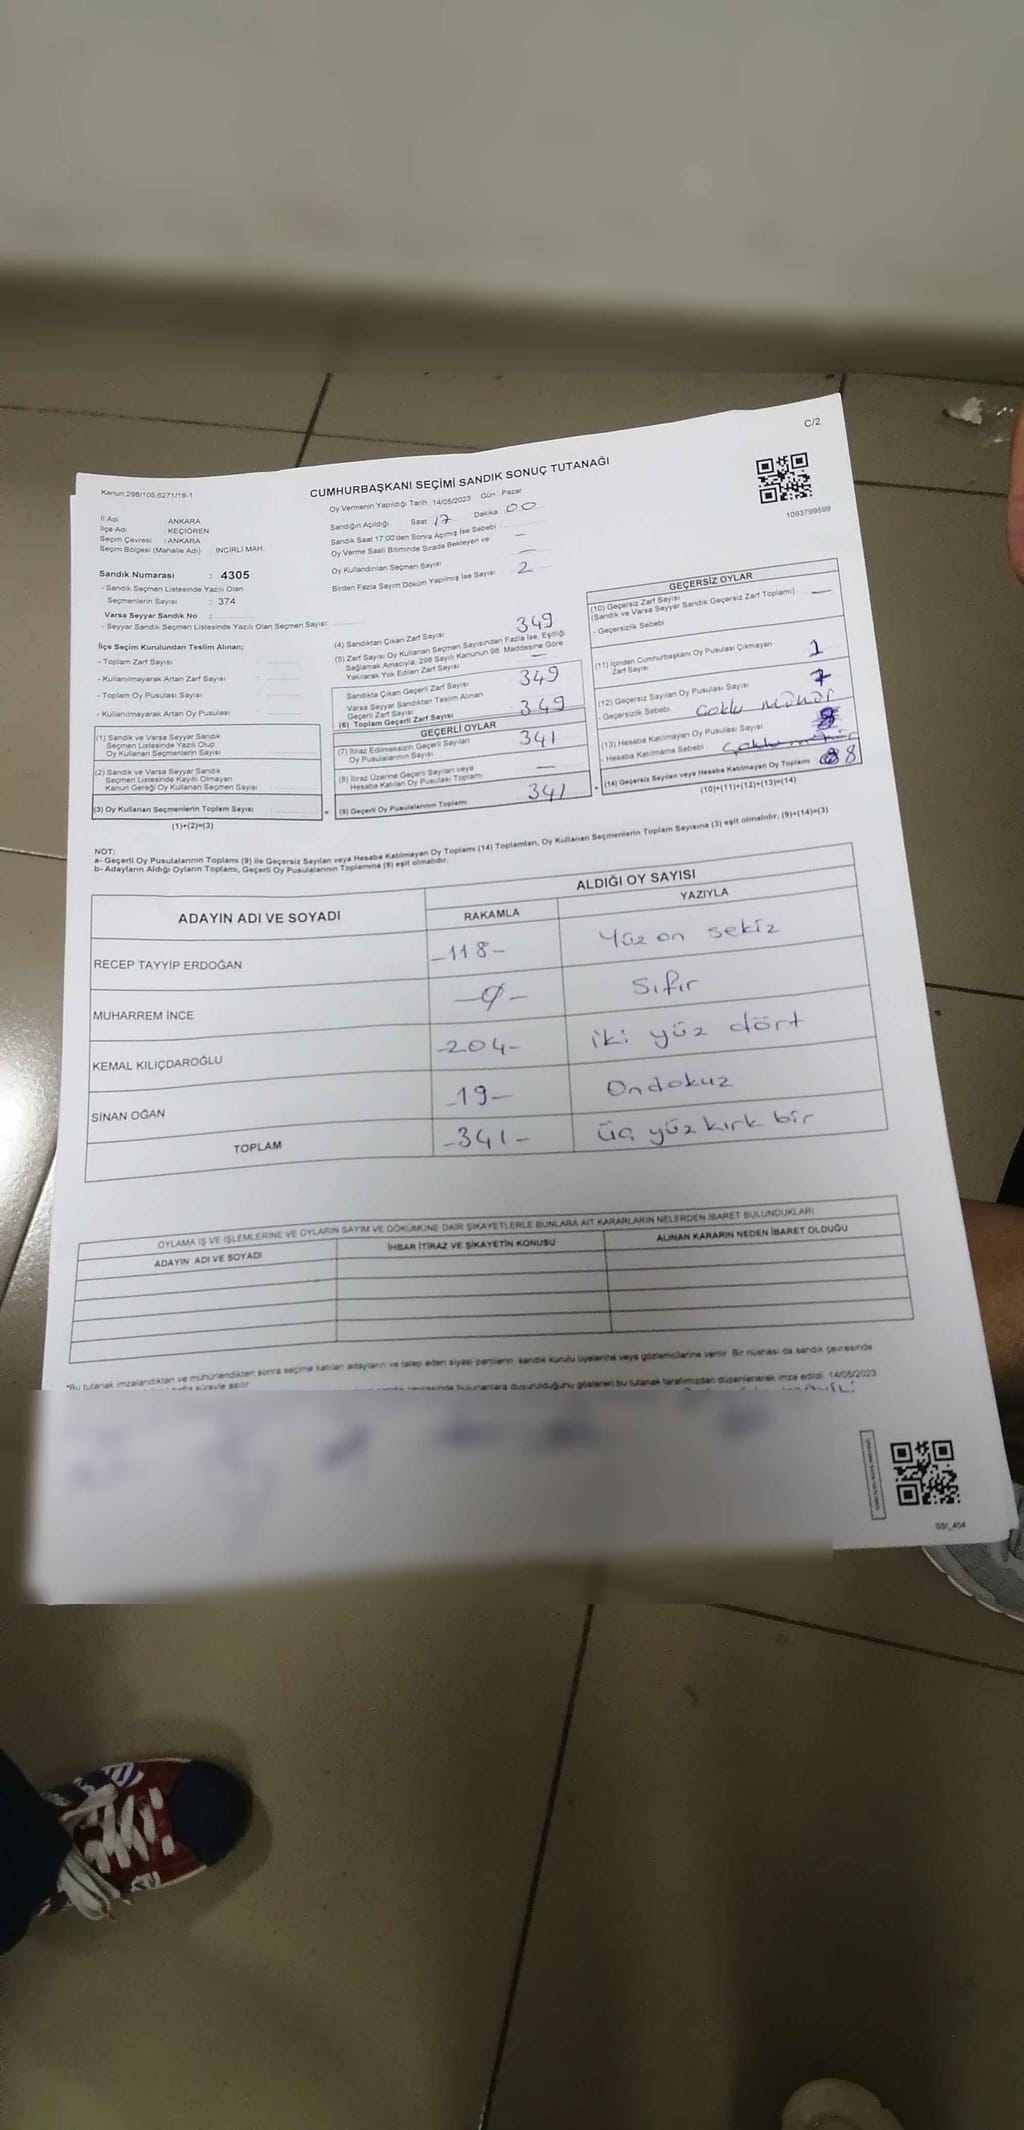 C/2
Kanun:298/105,6271/18-1
CUMHURBAŞKANI SEÇİMİ SANDIK SONUÇ TUTANAĞI
1093799599
İl Adı : ANKARA
İlçe Adı : KEÇİÖREN
Seçim Çevresi : ANKARA
Seçim Bölgesi (Mahalle Adı) : İNCİRLİ MAH.
Oy Vermenin Yapıldığı Tarih :14/05/2023 Gün : Pazar
Sandığın Açıldığı Saat 17 Dakika 00
Sandık Saat 17:00'den Sonra Açımış İse Sebebi —
Oy Verme Saati Bitiminde Sırada Bekleyen ve
Oy Kullandırılan Seçmen Sayısı —
Birden Fazla Sayım Döküm Yapılmış İse Sayısı 2
Sandık Numarası : 4305
- Sandık Seçmen Listesinde Yazılı Olan
Seçmenlerin Sayısı : 374
Varsa Seyyar Sandık No :
- Seyyar Sandık Seçmen Listesinde Yazılı Olan Seçmen Sayısı:
İlçe Seçim Kurulundan Teslim Alınan;
- Toplam Zarf Sayısı :
- Kullanılmayarak Artan Zarf Sayısı :
- Toplam Oy Pusulası Sayısı :
- Kullanılmayarak Artan Oy Pusulası :
(1) Sandık ve Varsa Seyyar Sandık
Seçmen Listesinde Yazılı Olup
Oy Kullanan Seçmenlerin Sayısı
(2) Sandık ve Varsa Seyyar Sandık
Seçmen Listesinde Kayıtlı Olmayan
Kanun Gereği Oy Kullanan Seçmen Sayısı
(3) Oy Kullanan Seçmenlerin Toplam Sayısı
(1)+(2)=(3)
(4) Sandıktan Çıkan Zarf Sayısı 349
(5) Zarf Sayısı Oy Kullanan Seçmen Sayısından Fazla İse, Eşitliği
Sağlamak Amacıyla; 298 Sayılı Kanunun 98. Maddesine Göre
Yakılarak Yok Edilen Zarf Sayısı —
Sandıkta Çıkan Geçerli Zarf Sayısı 349
Varsa Seyyar Sandıktan Teslim Alınan
Geçerli Zarf Sayısı
(6) Toplam Geçerli Zarf Sayısı 349
GEÇERLİ OYLAR
(7) İtiraz Edilmeksizin Geçerli Sayılan
Oy Pusulasının Sayısı 341
(8) İtiraz Üzerine Geçerli Sayılan veya
Hesaba Katılan Oy Pusulası Toplamı —
(9) Geçerli Oy Pusulalarının Toplamı 341
GEÇERSİZ OYLAR
(10) Geçersiz Zarf Sayısı
(Sandık ve Varsa Seyyar Sandık Geçersiz Zarf Toplamı) —
- Geçersizlik Sebebi
(11) İçinden Cumhurbaşkanı Oy Pusulası Çıkmayan
Zarf Sayısı 1
(12) Geçersiz Sayılan Oy Pusulası Sayısı 7
- Geçersizlik Sebebi Çoklu mühür
(13) Hesaba Katılmayan Oy Pusulası Sayısı
- Hesaba Katılmama Sebebi :
(14) Geçersiz Sayılan veya Hesaba Katılmayan Oy Toplamı 8
(10)+(11)+(12)+(13)=(14)
NOT:
a- Geçerli Oy Pusulalarının Toplamı (9) ile Geçersiz Sayılan veya Hesaba Katılmayan Oy Toplamı (14) Toplamları, Oy Kullanan Seçmenlerin Toplam Sayısına (3) eşit olmalıdır. (9)+(14)=(3)
b- Adayların Aldığı Oyların Toplamı, Geçerli Oy Pusulalarının Toplamına (9) eşit olmalıdır.
ADAYIN ADI VE SOYADI
ALDIĞI OY SAYISI
RAKAMLA YAZIYLA
RECEP TAYYİP ERDOĞAN -118- Yüz on sekiz
MUHARREM İNCE -0- Sıfır
KEMAL KILIÇDAROĞLU -204- iki yüz dört
SİNAN OĞAN -19- Ondokuz
TOPLAM -341- üç yüz kırk bir
OYLAMA İŞ VE İŞLEMLERİNE VE OYLARIN SAYIM VE DÖKÜMÜNE DAİR ŞİKAYETLERLE BUNLARA AİT KARARLARIN NELERDEN İBARET BULUNDUKLARI
ADAYIN ADI VE SOYADI İHBAR İTİRAZ VE ŞİKAYETİN KONUSU ALINAN KARARIN NEDEN İBARET OLDUĞU
*Bu tutanak imzalandıktan ve mühürlendikten sonra seçime katılan adayların ve talep eden siyasi partilerin, sandık kurulu üyelerine veya gözlemcilerine verilir. Bir nüshası da sandık çevresinde
bulunanlara duyurulduğunu gösteren bu tutanak tarafımızdan düzenlenerek imza edildi. 14/05/2023